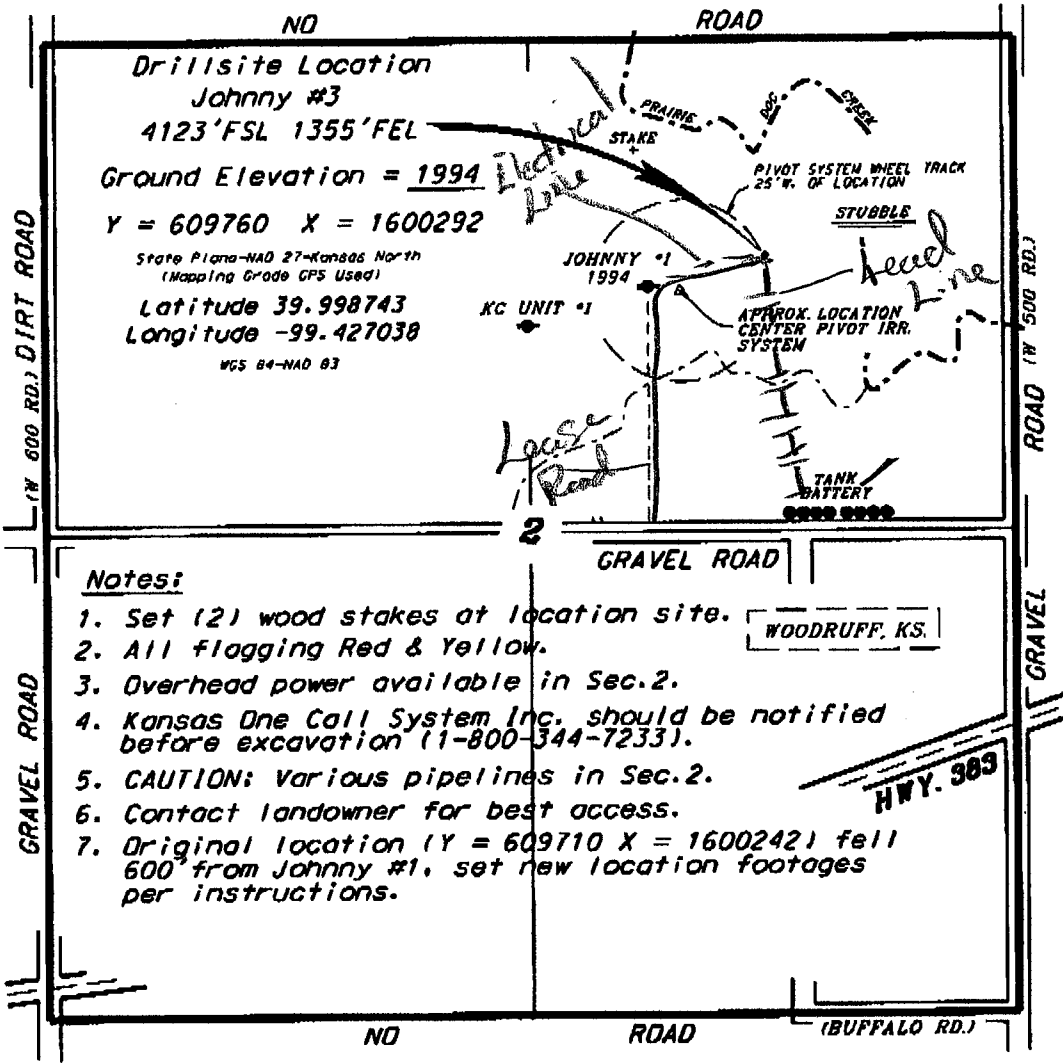 NO ROAD
Drillsite Location
Johnny #3
4123'FSL 1355'FEL
Ground Elevation = 1994
Y = 609760 X = 1600292
State Plane-NAD 27-Kansas North
(Mapping Grade GPS Used)
Latitude 39.998743
Longitude -99.427038
WGS 84-NAD 83
Electrical
Line
PRAIRIE DOG CREEK
STAKE
PIVOT SYSTEM WHEEL TRACK
25'W. OF LOCATION
STUBBLE
Lead
Line
JOHNNY #1
1994
KC UNIT #1
APPROX. LOCATION
CENTER PIVOT IRR.
SYSTEM
Lease
Road
TANK
BATTERY
(W 600 RD.) DIRT ROAD
ROAD (W 500 RD.)
2
GRAVEL ROAD
Notes:
1. Set (2) wood stakes at location site.
2. All flagging Red & Yellow.
3. Overhead power available in Sec.2.
4. Kansas One Call System Inc. should be notified
before excavation (1-800-344-7233).
5. CAUTION: Various pipelines in Sec.2.
6. Contact landowner for best access.
7. Original location (Y = 609710 X = 1600242) fell
600' from Johnny #1, set new location footages
per instructions.
WOODRUFF, KS.
HWY. 383
GRAVEL ROAD
GRAVEL
NO ROAD
(BUFFALO RD.)